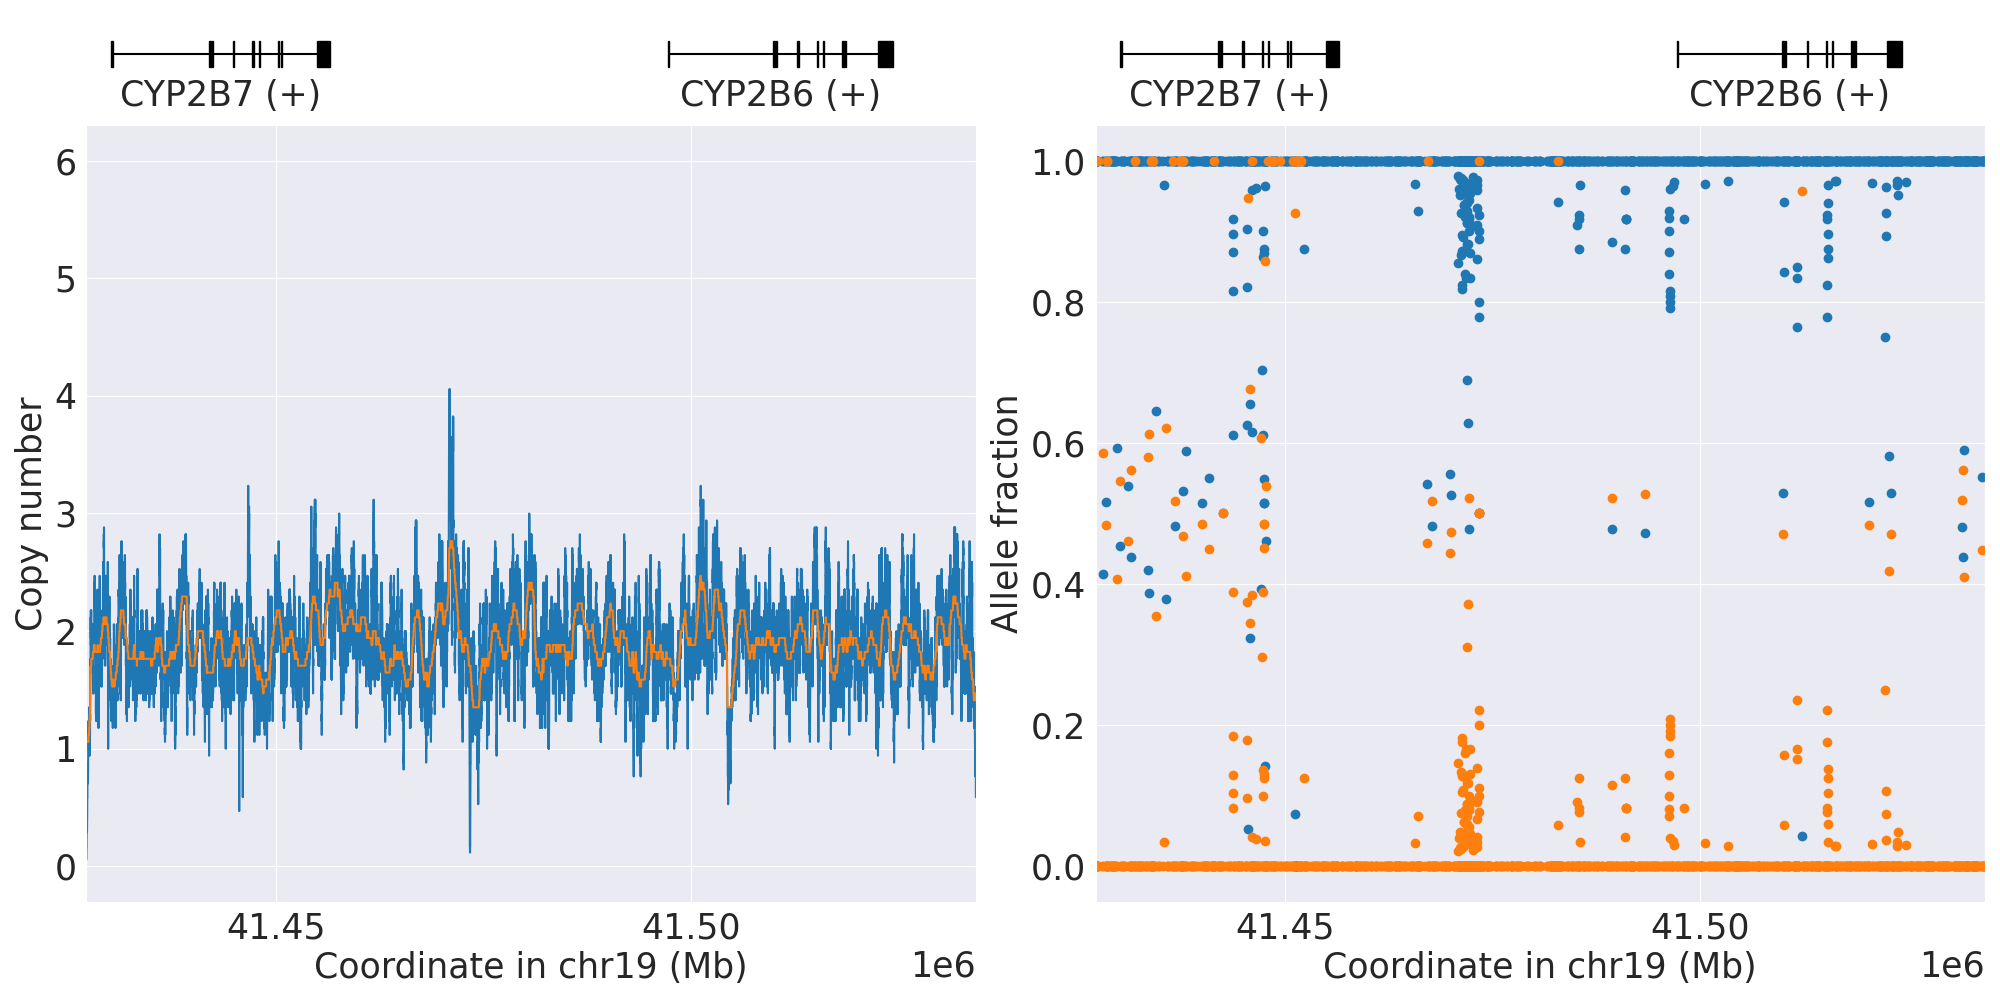 CYP2B7 (+)
CYP2B6 (+)
6
5
4
3
2
1
0
Copy number
41.45
41.50
Coordinate in chr19 (Mb)
1e6
CYP2B7 (+)
CYP2B6 (+)
1.0
0.8
0.6
0.4
0.2
0.0
Allele fraction
41.45
41.50
Coordinate in chr19 (Mb)
1e6